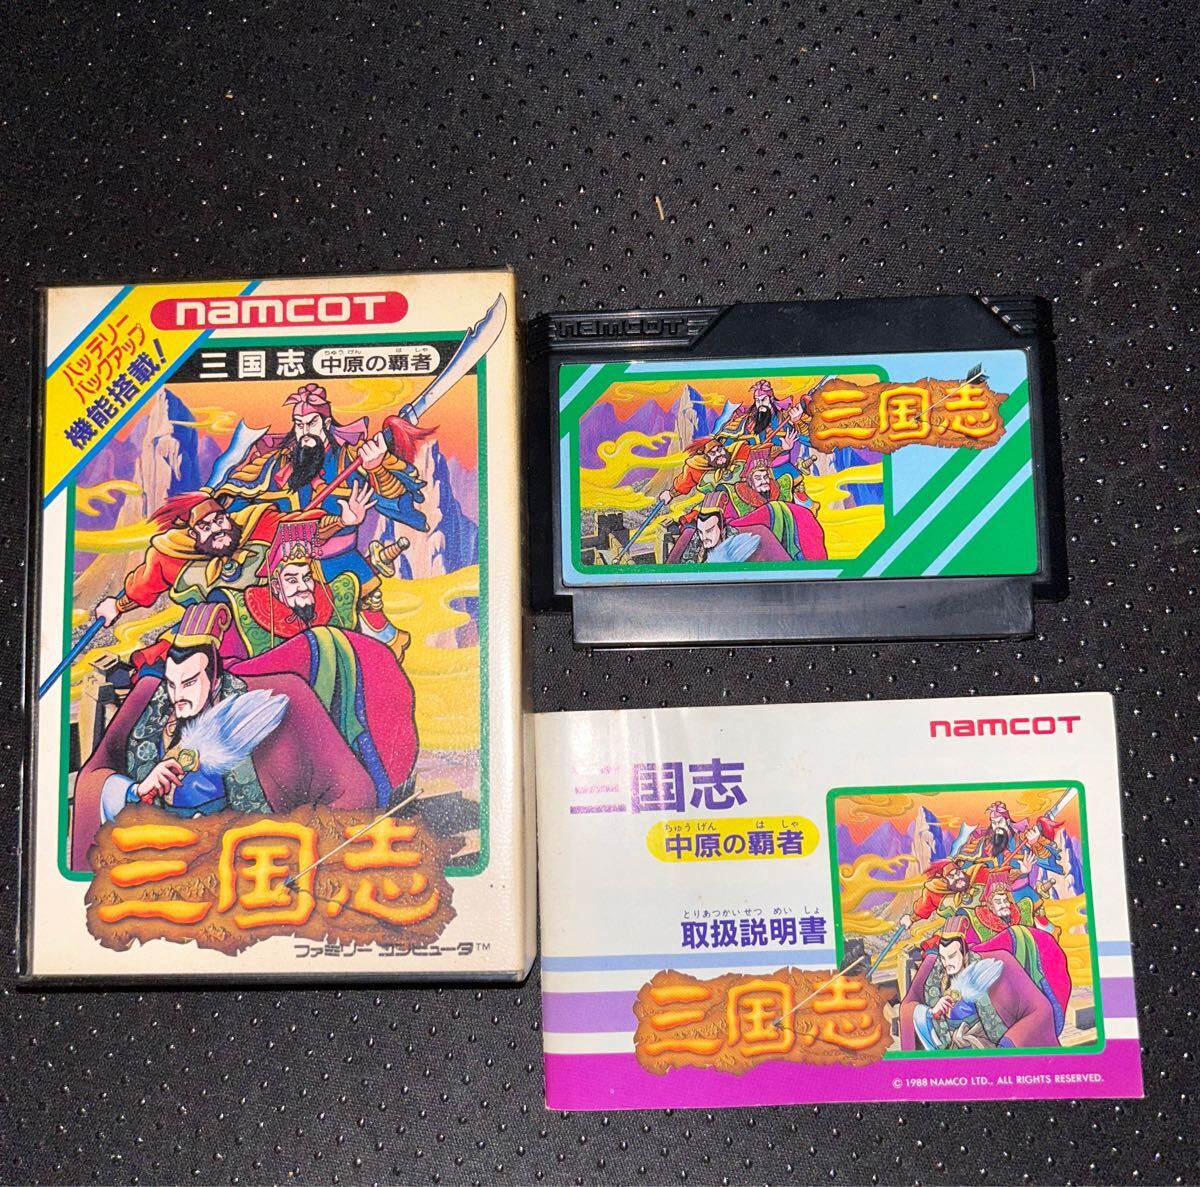 バッテリー
バックアップ
機能搭載!
namcot
三国志
ちゅうげん はしゃ
中原の覇者
三国志
ファミリーコンピュータ™
namcot
三国志
namcot
三国志
ちゅうげん はしゃ
中原の覇者
とりあつかいせつめいしょ
取扱説明書
三国志
© 1988 NAMCO LTD., ALL RIGHTS RESERVED.